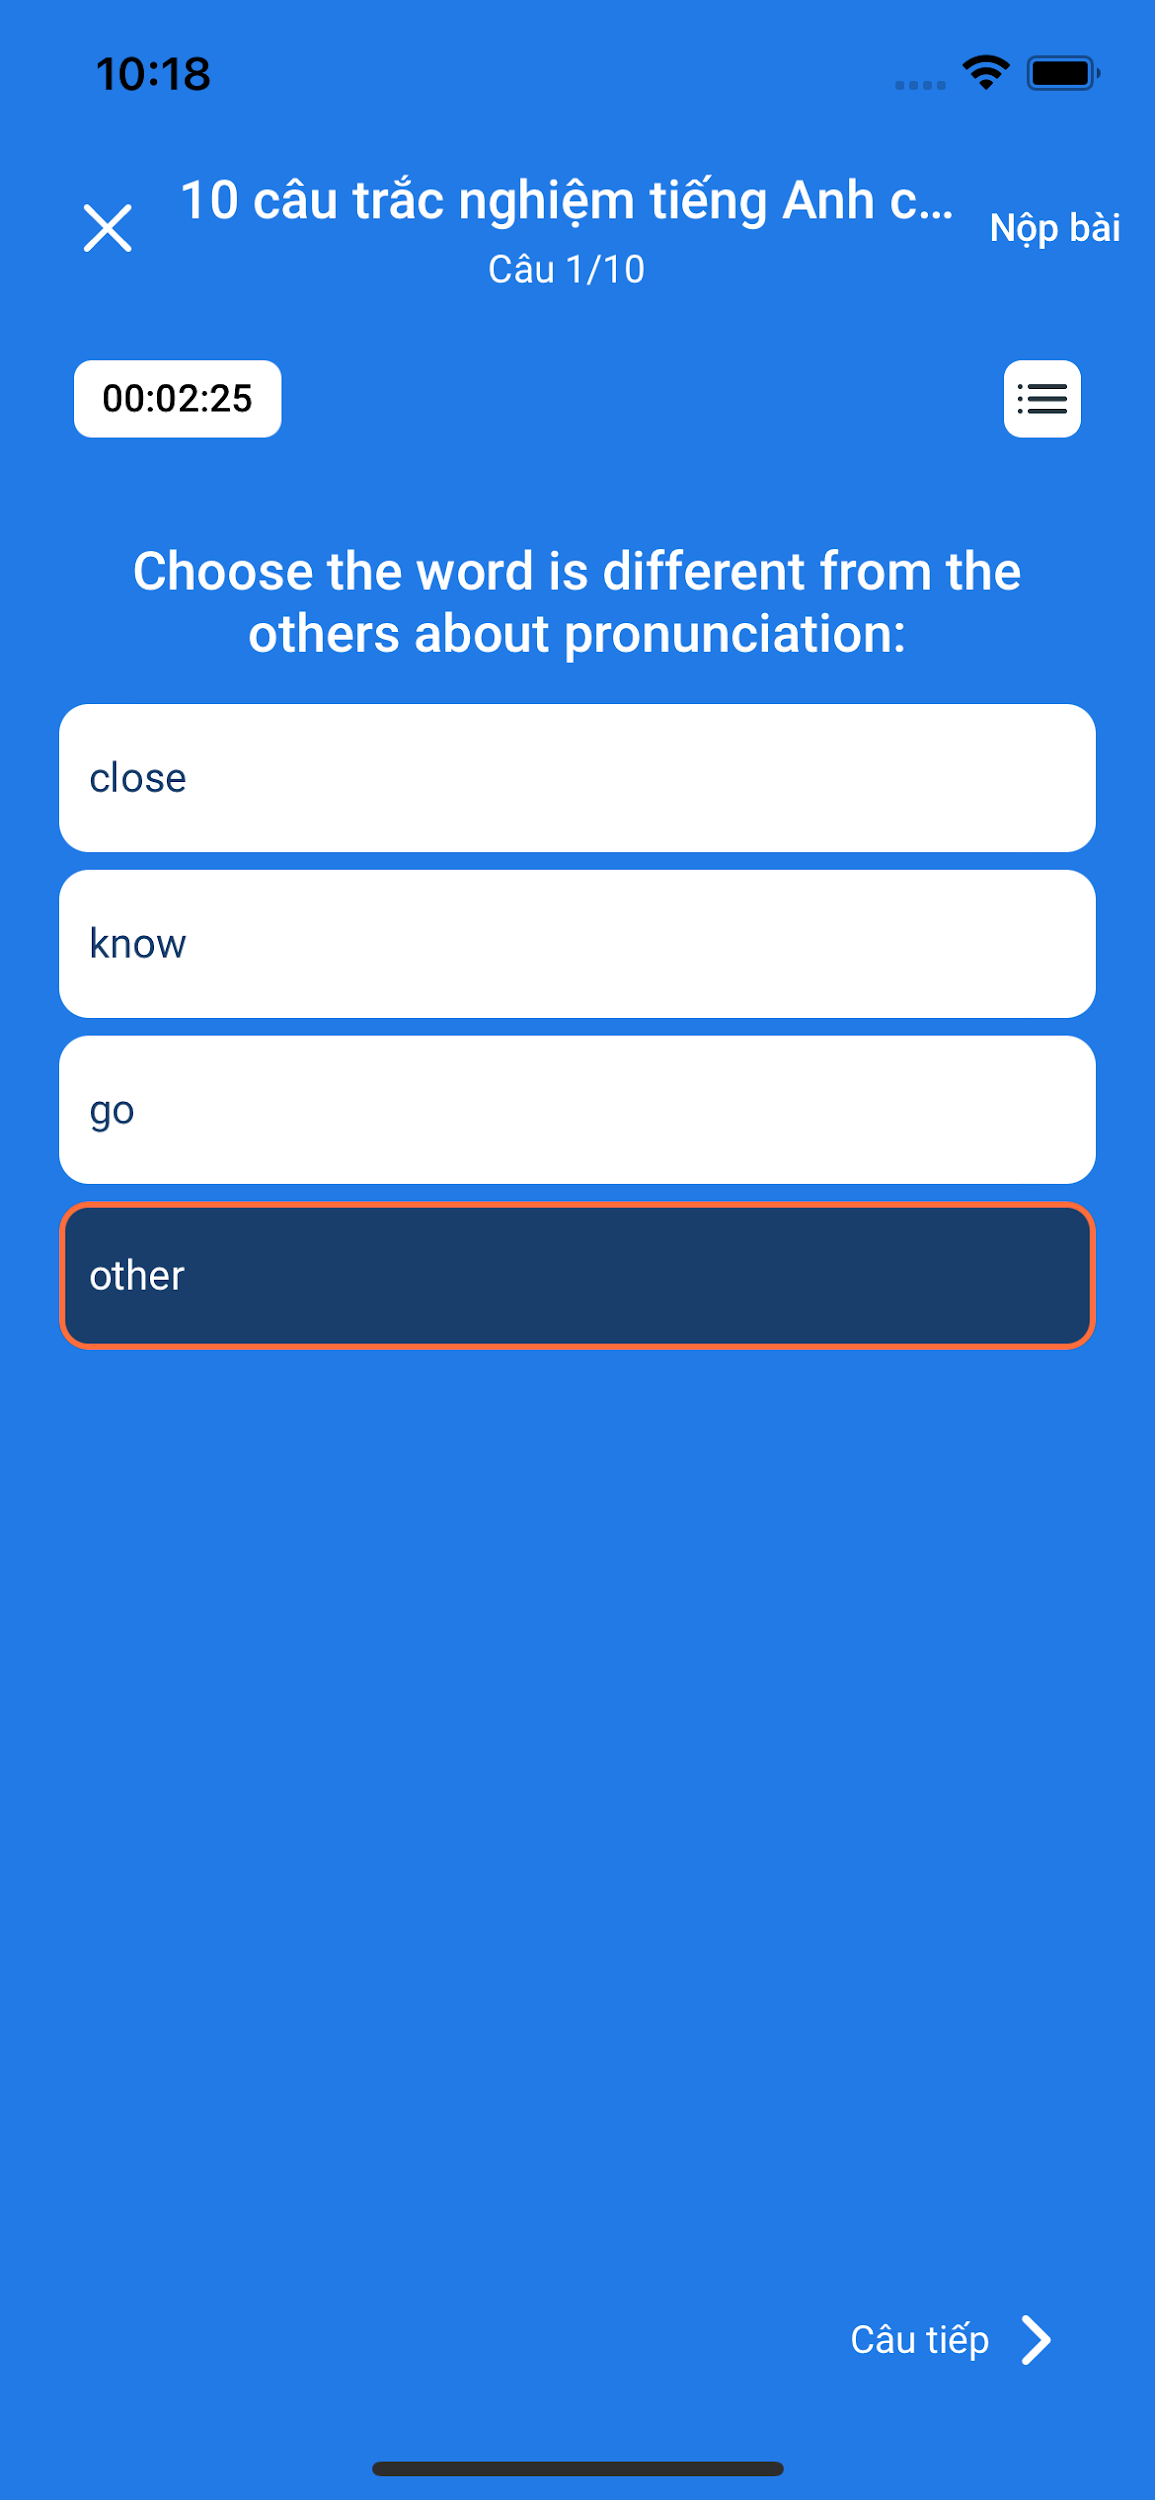 10:18
10 câu trắc nghiệm tiếng Anh c...
Nộp bài
Câu 1/10
00:02:25
Choose the word is different from the
others about pronunciation:
close
know
go
other
Câu tiếp